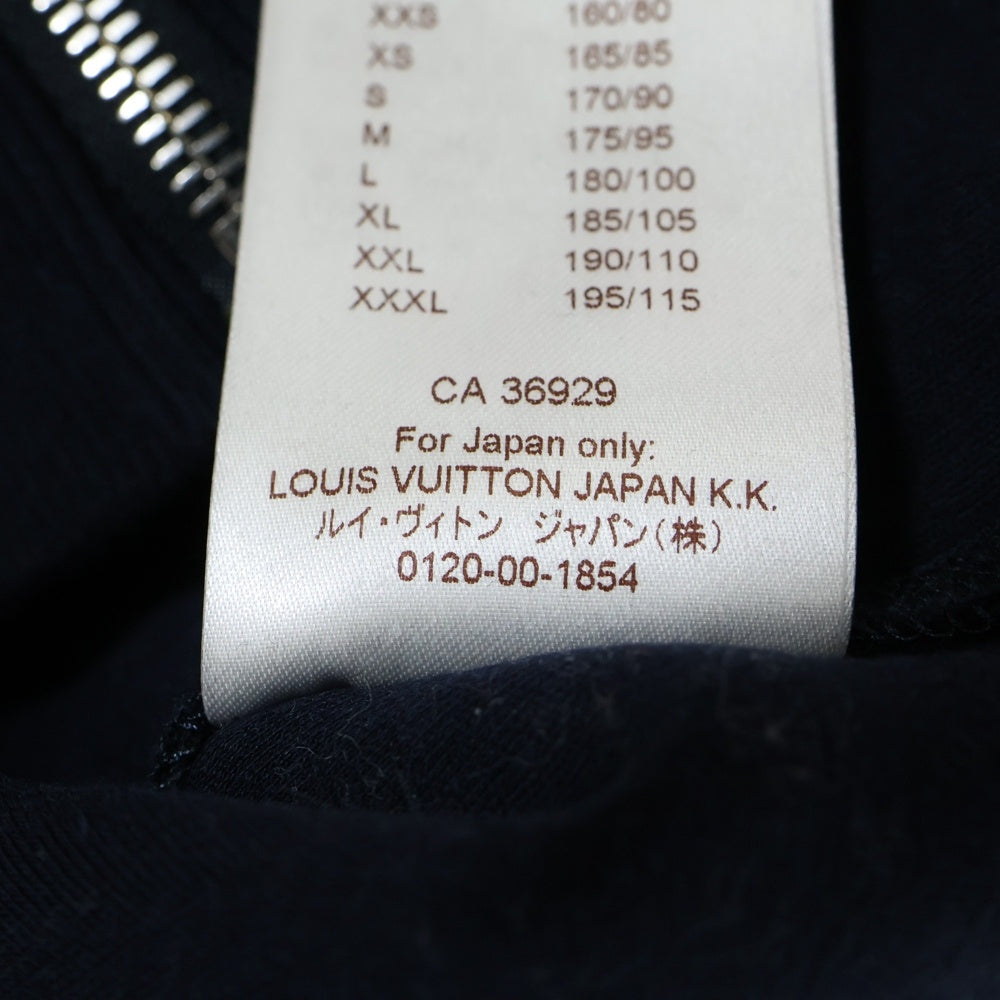 XXS 160/80
XS 165/85
S 170/90
M 175/95
L 180/100
XL 185/105
XXL 190/110
XXXL 195/115
CA 36929
For Japan only:
LOUIS VUITTON JAPAN K.K.
ルイ・ヴィトン ジャパン(株)
0120-00-1854